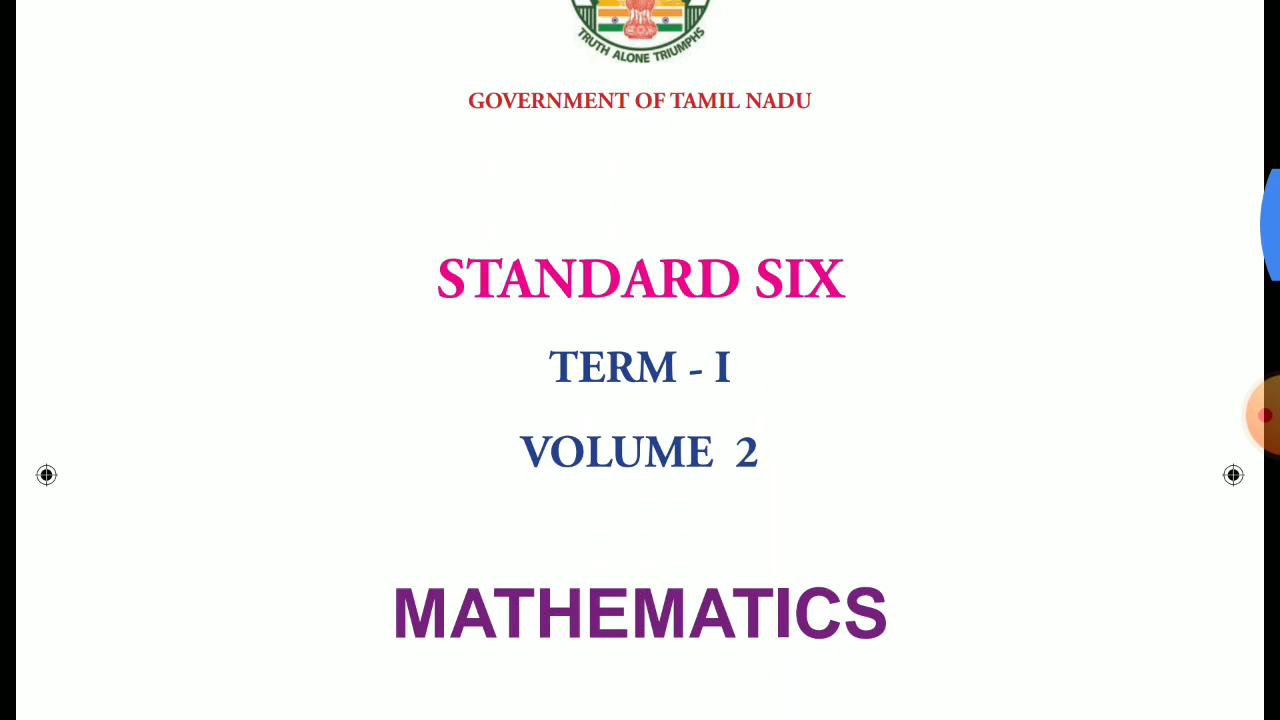 TRUTH ALONE TRIUMPHS
GOVERNMENT OF TAMIL NADU
STANDARD SIX
TERM - I
VOLUME 2
MATHEMATICS